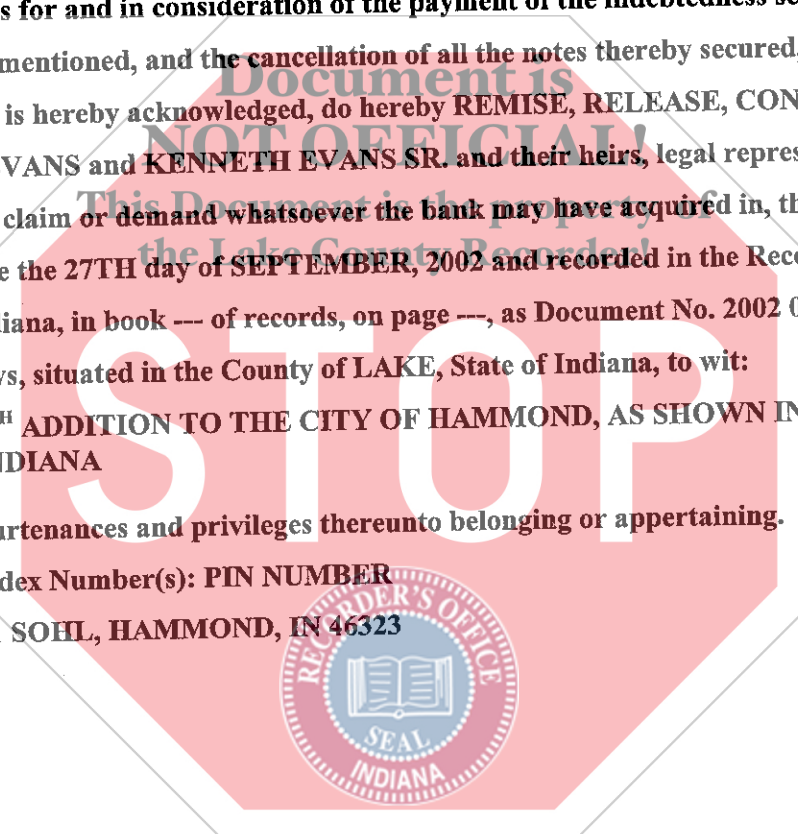 s for and in consideration of the payment of the indebtedness se
mentioned, and the cancellation of all the notes thereby secured,
Document is
is hereby acknowledged, do hereby REMISE, RELEASE, CON
NOT OFFICIAL!
VANS and KENNETH EVANS SR. and their heirs, legal repres
This Document is the property of
claim or demand whatsoever the bank may have acquired in, th
the Lake County Recorder!
e the 27TH day of SEPTEMBER, 2002 and recorded in the Reco
diana, in book --- of records, on page ---, as Document No. 2002 0
ys, situated in the County of LAKE, State of Indiana, to wit:
STOP
H ADDITION TO THE CITY OF HAMMOND, AS SHOWN IN
NDIANA
urtenances and privileges thereunto belonging or appertaining.
dex Number(s): PIN NUMBER
SOHL, HAMMOND, IN 46323
RECORDER'S OFFICE
SEAL
INDIANA